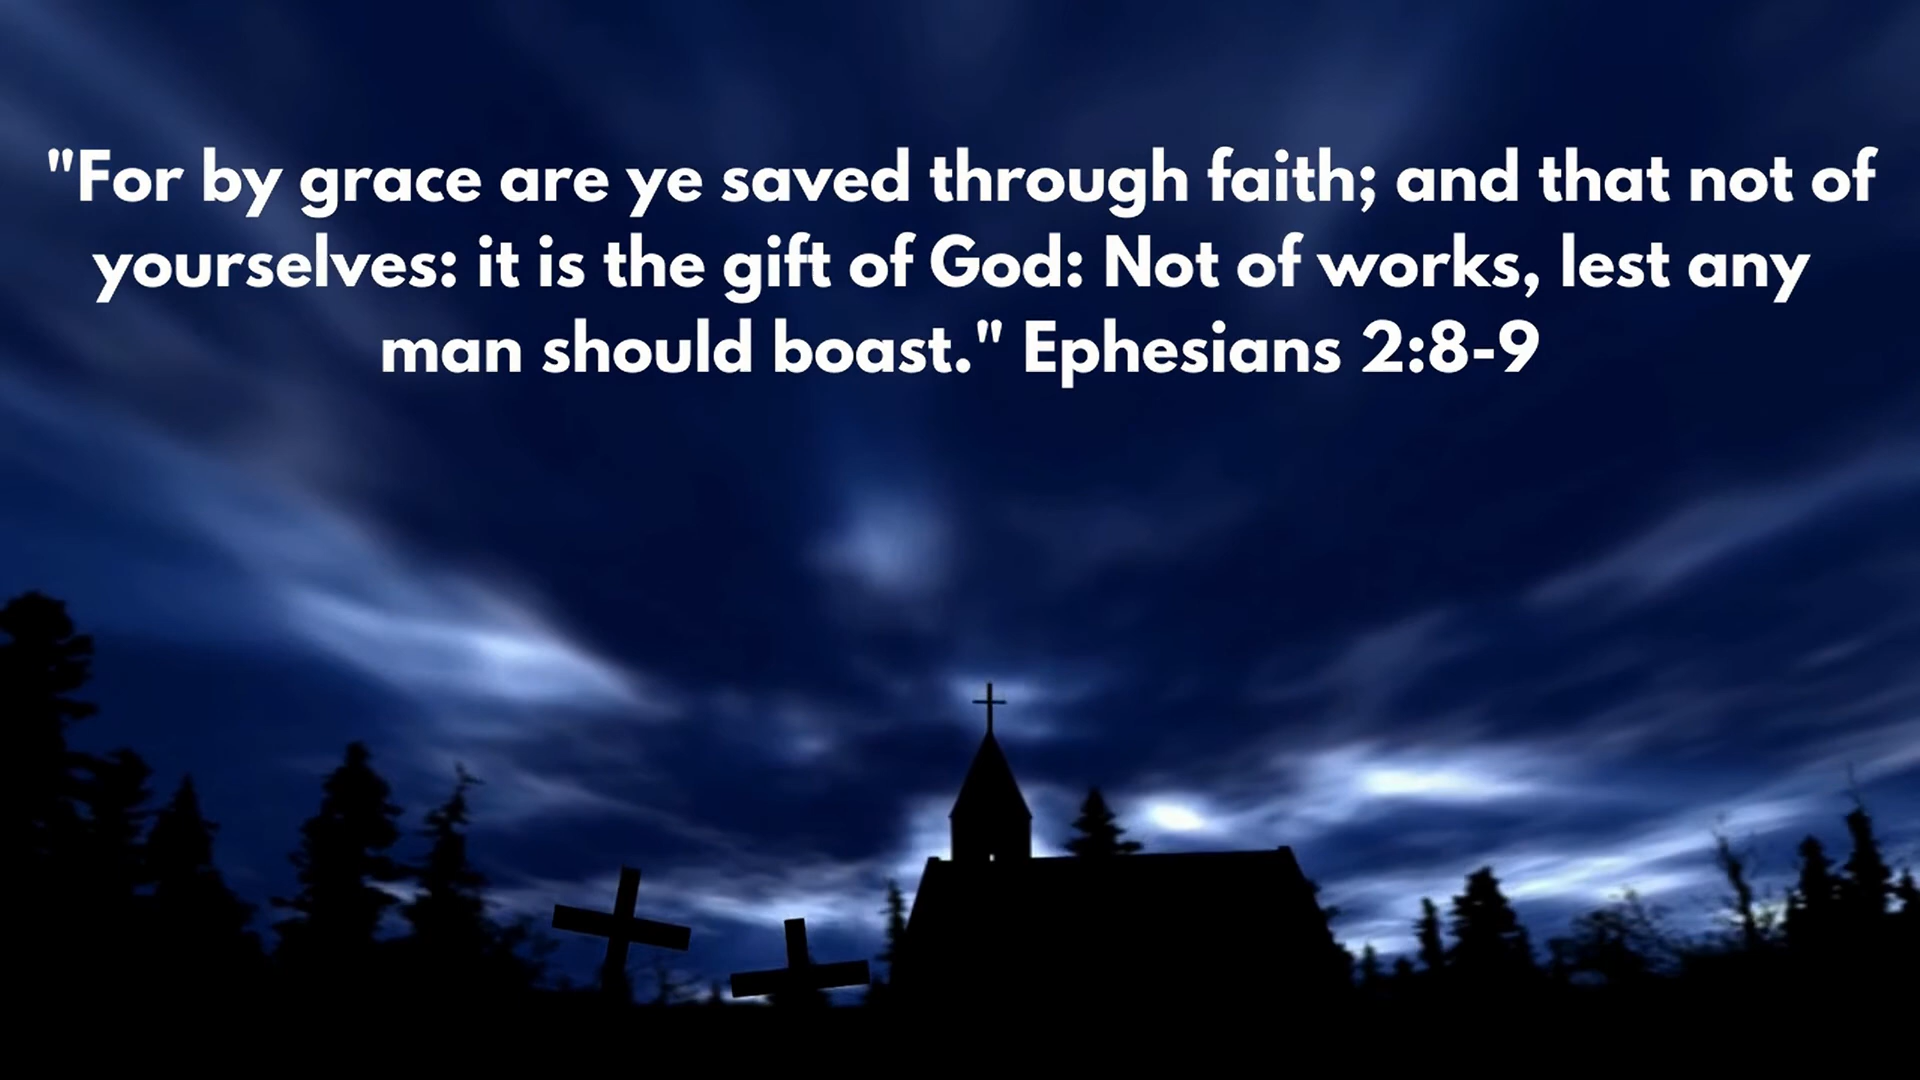 "For by grace are ye saved through faith; and that not of
yourselves: it is the gift of God: Not of works, lest any
man should boast." Ephesians 2:8-9